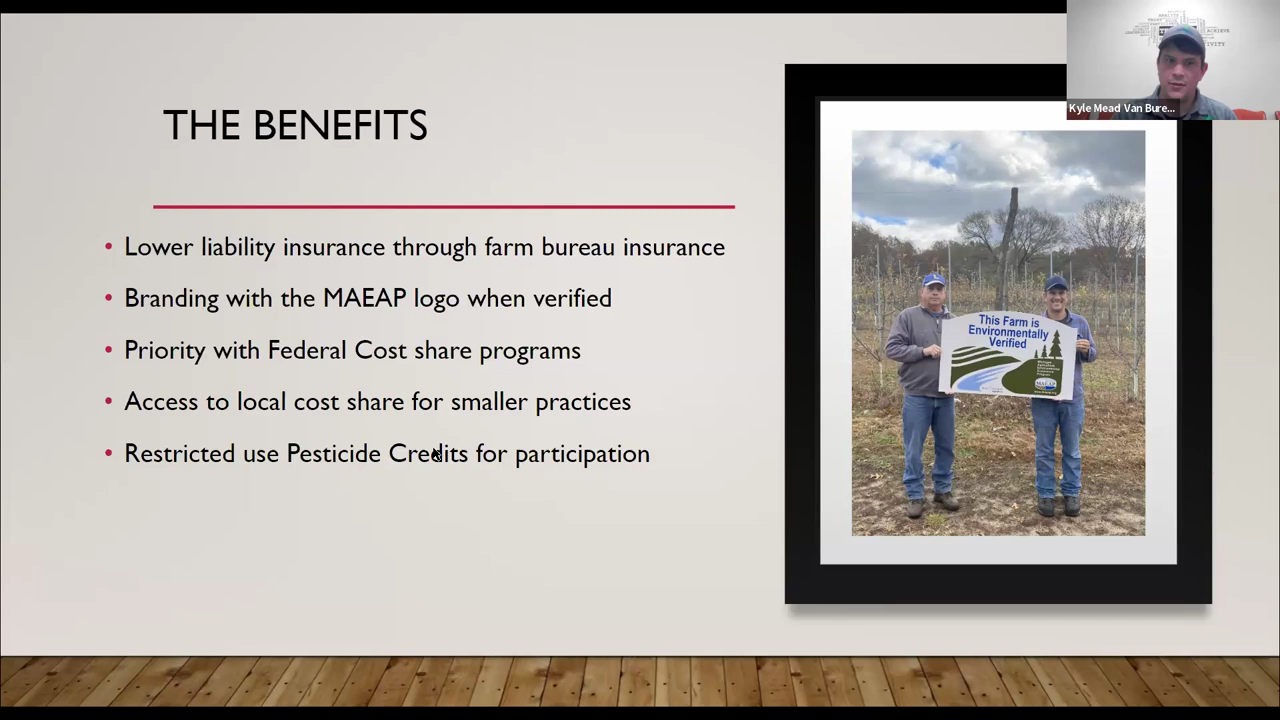 THE BENEFITS
• Lower liability insurance through farm bureau insurance
• Branding with the MAEAP logo when verified
• Priority with Federal Cost share programs
• Access to local cost share for smaller practices
• Restricted use Pesticide Credits for participation
Kyle Mead Van Bure...
This Farm is
Environmentally
Verified
MAEAP